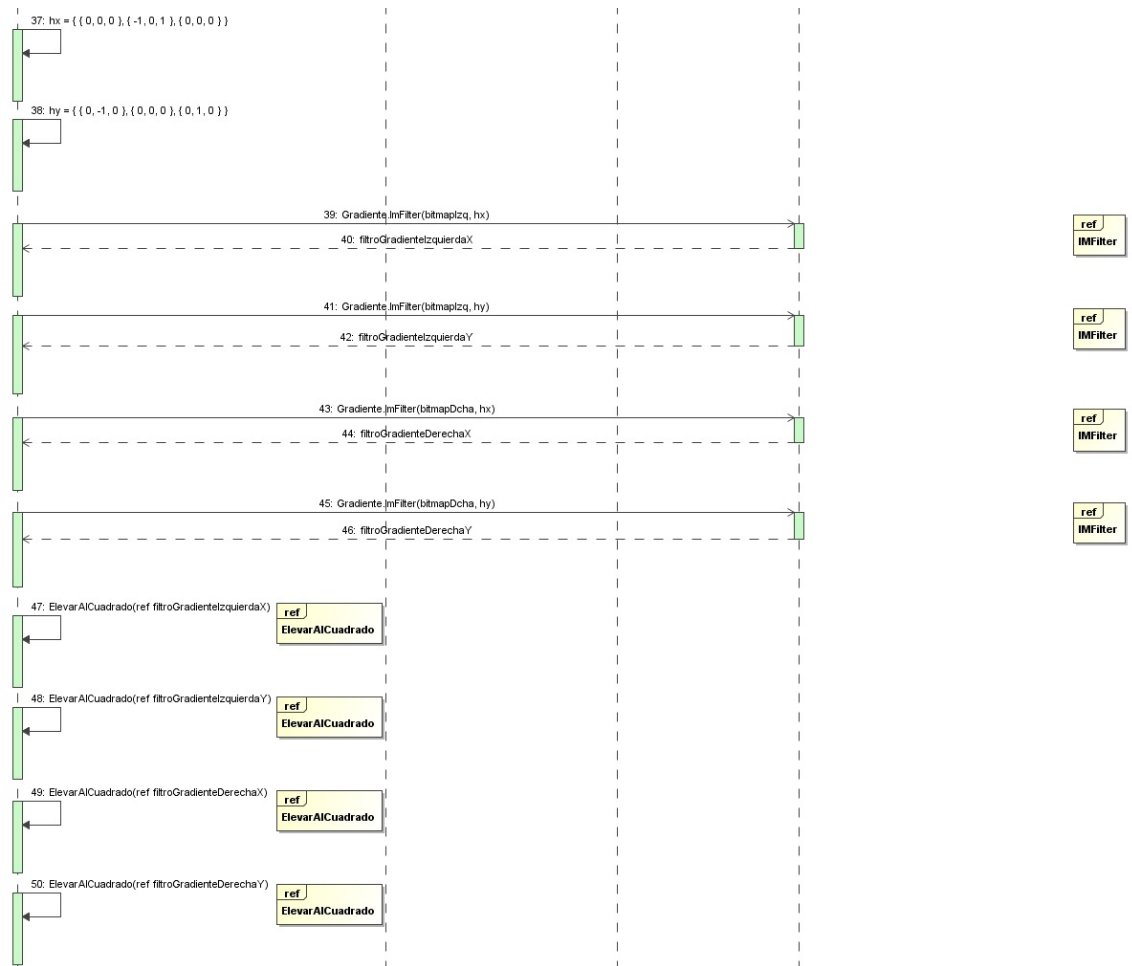 37: hx = { { 0, 0, 0 }, { -1, 0, 1 }, { 0, 0, 0 } }
38: hy = { { 0, -1, 0 }, { 0, 0, 0 }, { 0, 1, 0 } }
39: Gradiente.ImFilter(bitmapIzq, hx)
ref
IMFilter
40: filtroGradienteIzquierdaX
41: Gradiente.ImFilter(bitmapIzq, hy)
ref
IMFilter
42: filtroGradienteIzquierdaY
43: Gradiente.ImFilter(bitmapDcha, hx)
ref
IMFilter
44: filtroGradienteDerechaX
45: Gradiente.ImFilter(bitmapDcha, hy)
ref
IMFilter
46: filtroGradienteDerechaY
47: ElevarAlCuadrado(ref filtroGradienteIzquierdaX)
ref
ElevarAlCuadrado
48: ElevarAlCuadrado(ref filtroGradienteIzquierdaY)
ref
ElevarAlCuadrado
49: ElevarAlCuadrado(ref filtroGradienteDerechaX)
ref
ElevarAlCuadrado
50: ElevarAlCuadrado(ref filtroGradienteDerechaY)
ref
ElevarAlCuadrado